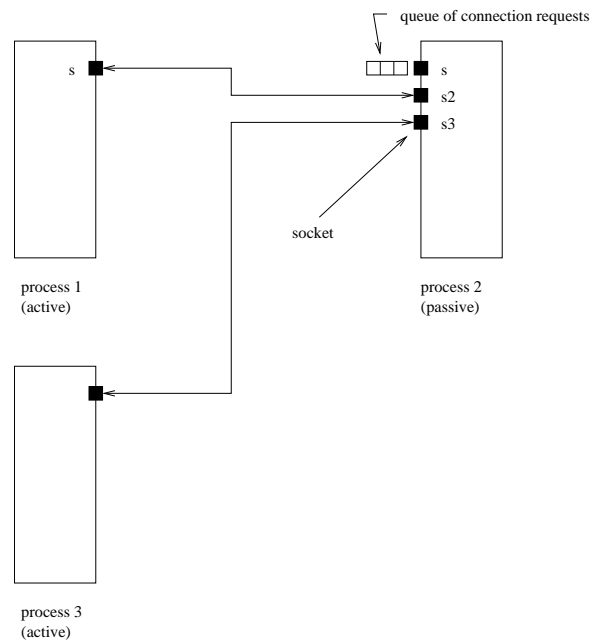 queue of connection requests
s
s
s2
s3
socket
process 1
(active)
process 2
(passive)
process 3
(active)